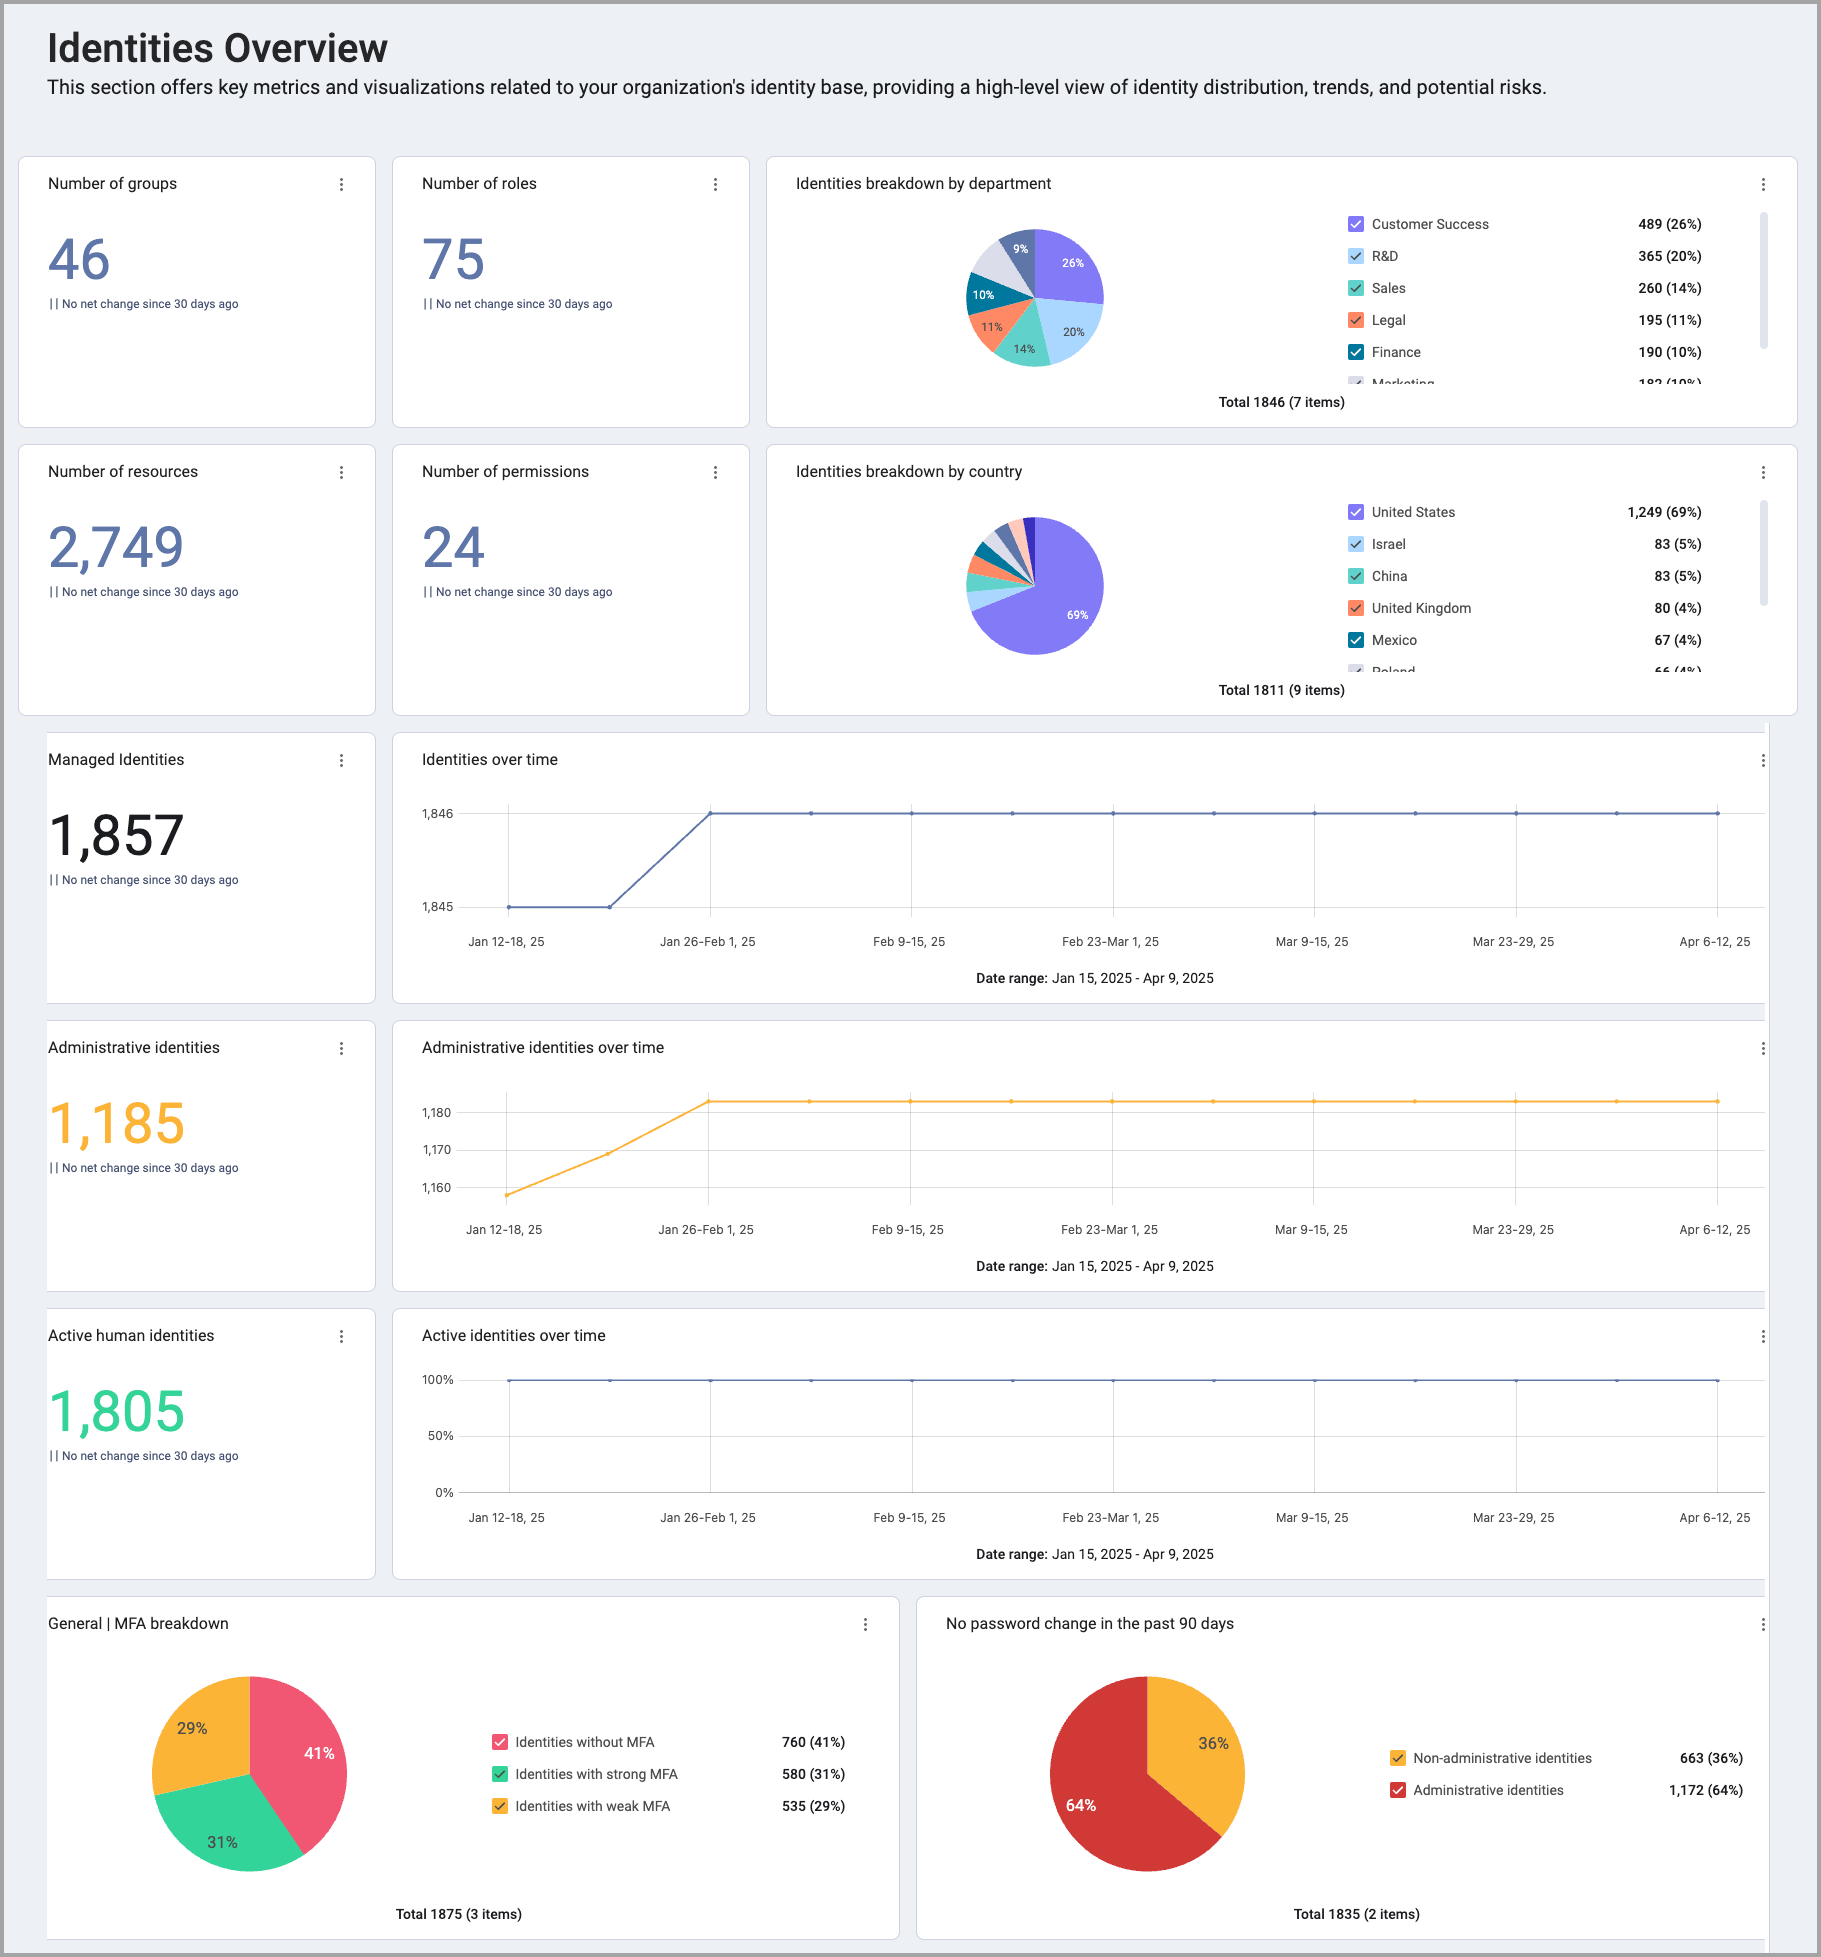 Identities Overview
This section offers key metrics and visualizations related to your organization's identity base, providing a high-level view of identity distribution, trends, and potential risks.
Number of groups
46
|| No net change since 30 days ago
Number of roles
75
|| No net change since 30 days ago
Identities breakdown by department
9%
26%
10%
11%
20%
14%
Customer Success 489 (26%)
R&D 365 (20%)
Sales 260 (14%)
Legal 195 (11%)
Finance 190 (10%)
Marketing 182 (10%)
Total 1846 (7 items)
Number of resources
2,749
|| No net change since 30 days ago
Number of permissions
24
|| No net change since 30 days ago
Identities breakdown by country
69%
United States 1,249 (69%)
Israel 83 (5%)
China 83 (5%)
United Kingdom 80 (4%)
Mexico 67 (4%)
Poland 66 (4%)
Total 1811 (9 items)
Managed Identities
1,857
|| No net change since 30 days ago
Identities over time
1,846
1,845
Jan 12-18, 25 Jan 26-Feb 1, 25 Feb 9-15, 25 Feb 23-Mar 1, 25 Mar 9-15, 25 Mar 23-29, 25 Apr 6-12, 25
Date range: Jan 15, 2025 - Apr 9, 2025
Administrative identities
1,185
|| No net change since 30 days ago
Administrative identities over time
1,180
1,170
1,160
Jan 12-18, 25 Jan 26-Feb 1, 25 Feb 9-15, 25 Feb 23-Mar 1, 25 Mar 9-15, 25 Mar 23-29, 25 Apr 6-12, 25
Date range: Jan 15, 2025 - Apr 9, 2025
Active human identities
1,805
|| No net change since 30 days ago
Active identities over time
100%
50%
0%
Jan 12-18, 25 Jan 26-Feb 1, 25 Feb 9-15, 25 Feb 23-Mar 1, 25 Mar 9-15, 25 Mar 23-29, 25 Apr 6-12, 25
Date range: Jan 15, 2025 - Apr 9, 2025
General | MFA breakdown
29%
41%
31%
Identities without MFA 760 (41%)
Identities with strong MFA 580 (31%)
Identities with weak MFA 535 (29%)
Total 1875 (3 items)
No password change in the past 90 days
36%
64%
Non-administrative identities 663 (36%)
Administrative identities 1,172 (64%)
Total 1835 (2 items)